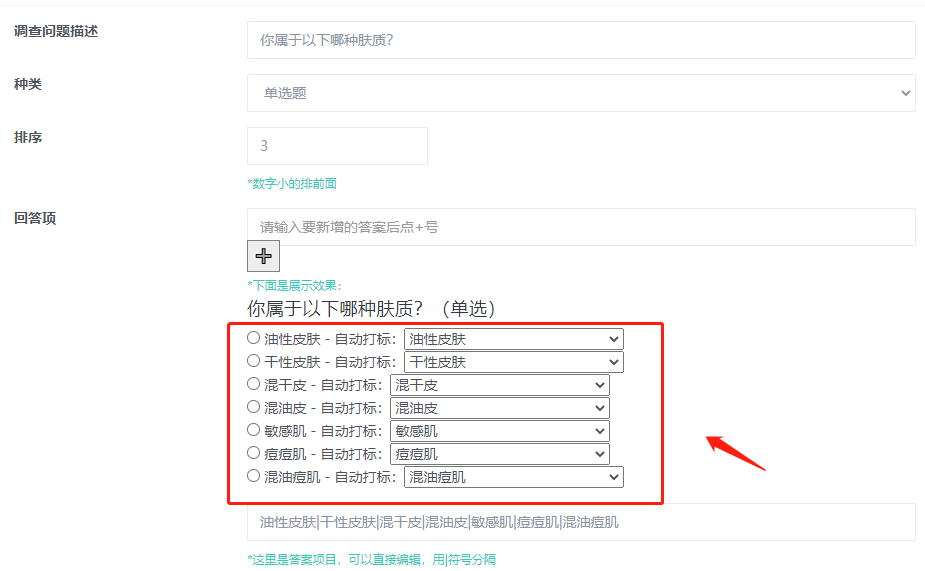 调查问题描述
你属于以下哪种肤质?
种类
单选题
排序
3
*数字小的排前面
回答项
请输入要新增的答案后点+号
*下面是展示效果:
你属于以下哪种肤质? （单选）
油性皮肤 - 自动打标: 油性皮肤
干性皮肤 - 自动打标: 干性皮肤
混干皮 - 自动打标: 混干皮
混油皮 - 自动打标: 混油皮
敏感肌 - 自动打标: 敏感肌
痘痘肌 - 自动打标: 痘痘肌
混油痘肌 - 自动打标: 混油痘肌
油性皮肤|干性皮肤|混干皮|混油皮|敏感肌|痘痘肌|混油痘肌
*这里是答案项目，可以直接编辑，用|符号分隔